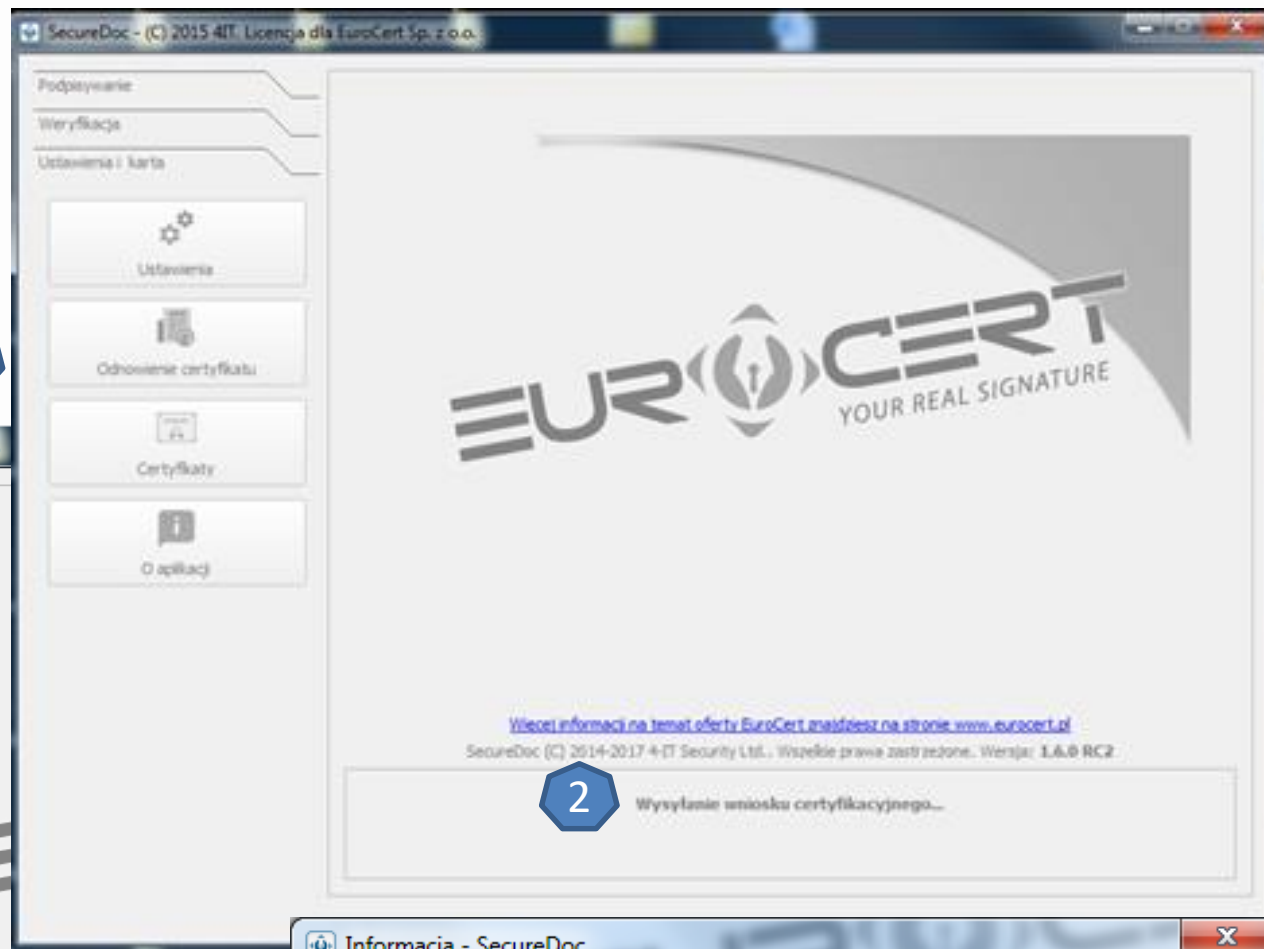 SecureDoc - (C) 2015 4IT. Licencja dla EuroCert Sp. z o.o.
Podpisywanie
Weryfikacja
Ustawienia i karta
Ustawienia
Odnowienie certyfikatu
Certyfikaty
O aplikacji
EUROCERT
YOUR REAL SIGNATURE
Więcej informacji na temat oferty EuroCert znajdziesz na stronie www.eurocert.pl
SecureDoc (C) 2014-2017 4-IT Security Ltd.. Wszelkie prawa zastrzeżone. Wersja: 1.6.0 RC2
2
Wysyłanie wniosku certyfikacyjnego...
Informacja - SecureDoc